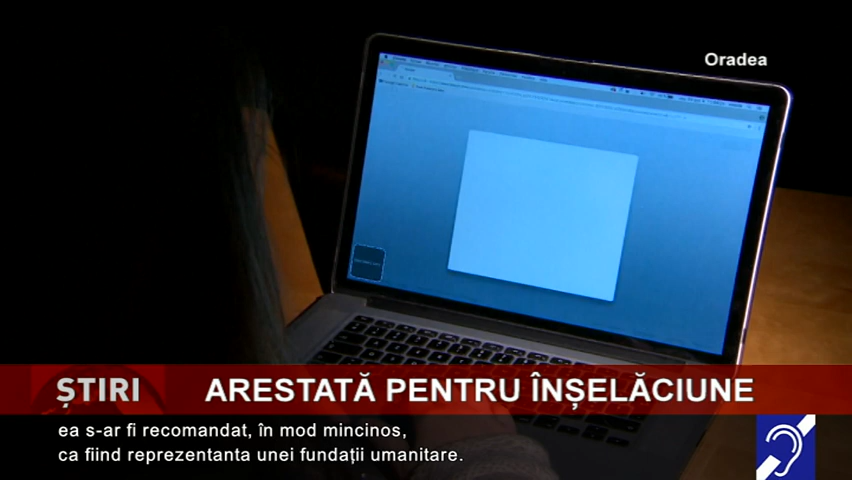 Oradea
ȘTIRI
ARESTATĂ PENTRU ÎNȘELĂCIUNE
ea s-ar fi recomandat, în mod mincinos,
ca fiind reprezentanta unei fundații umanitare.